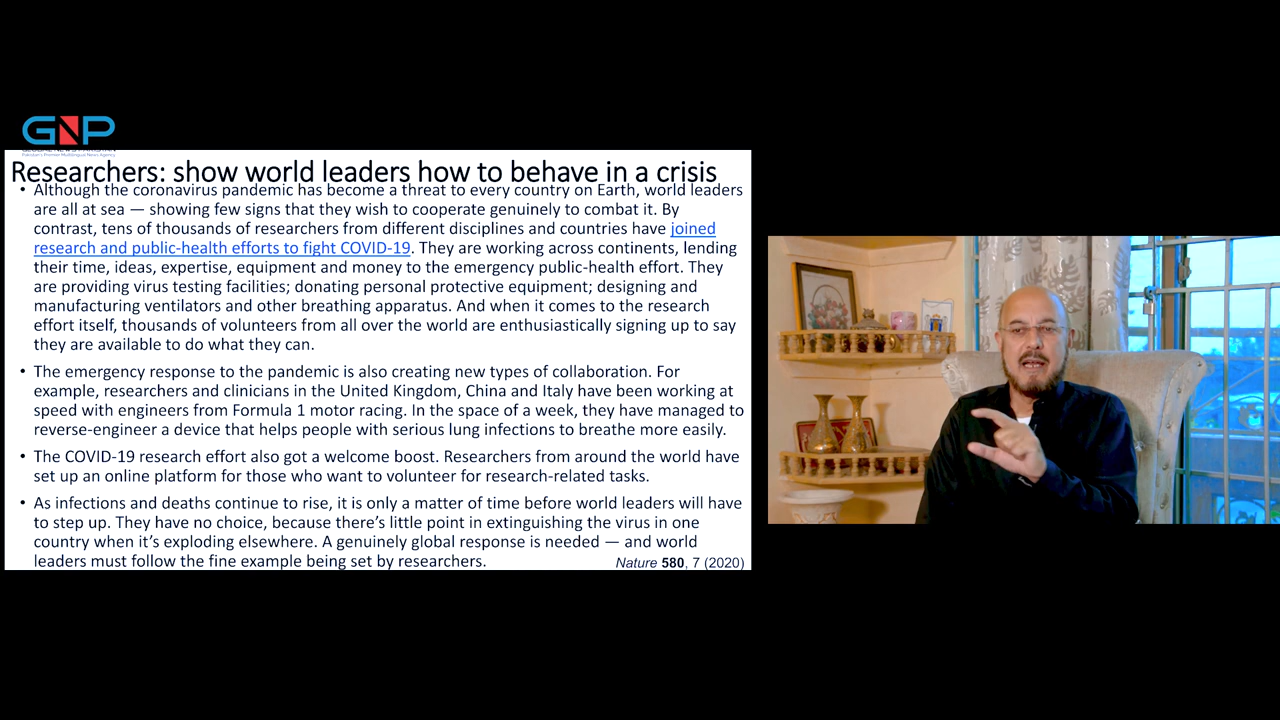 GNP
Researchers: show world leaders how to behave in a crisis
• Although the coronavirus pandemic has become a threat to every country on Earth, world leaders
are all at sea — showing few signs that they wish to cooperate genuinely to combat it. By
contrast, tens of thousands of researchers from different disciplines and countries have joined
research and public-health efforts to fight COVID-19. They are working across continents, lending
their time, ideas, expertise, equipment and money to the emergency public-health effort. They
are providing virus testing facilities; donating personal protective equipment; designing and
manufacturing ventilators and other breathing apparatus. And when it comes to the research
effort itself, thousands of volunteers from all over the world are enthusiastically signing up to say
they are available to do what they can.
• The emergency response to the pandemic is also creating new types of collaboration. For
example, researchers and clinicians in the United Kingdom, China and Italy have been working at
speed with engineers from Formula 1 motor racing. In the space of a week, they have managed to
reverse-engineer a device that helps people with serious lung infections to breathe more easily.
• The COVID-19 research effort also got a welcome boost. Researchers from around the world have
set up an online platform for those who want to volunteer for research-related tasks.
• As infections and deaths continue to rise, it is only a matter of time before world leaders will have
to step up. They have no choice, because there's little point in extinguishing the virus in one
country when it's exploding elsewhere. A genuinely global response is needed — and world
leaders must follow the fine example being set by researchers.
Nature 580, 7 (2020)